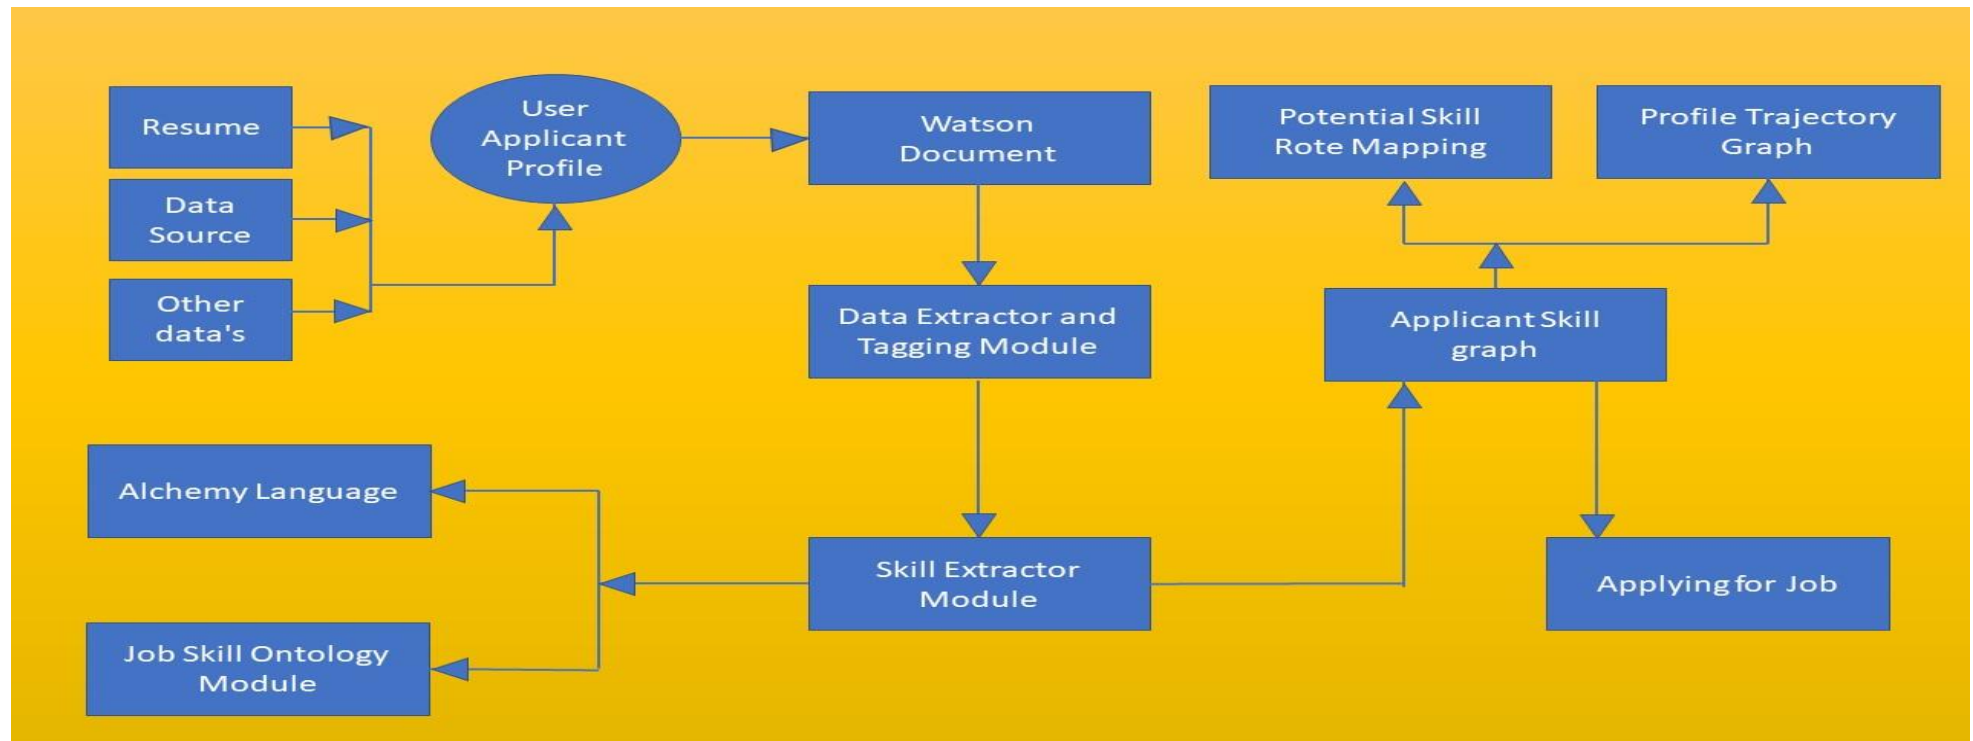 Resume
Data
Source
Other
data's
User
Applicant
Profile
Watson
Document
Data Extractor and
Tagging Module
Skill Extractor
Module
Alchemy Language
Job Skill Ontology
Module
Potential Skill
Rote Mapping
Profile Trajectory
Graph
Applicant Skill
graph
Applying for Job